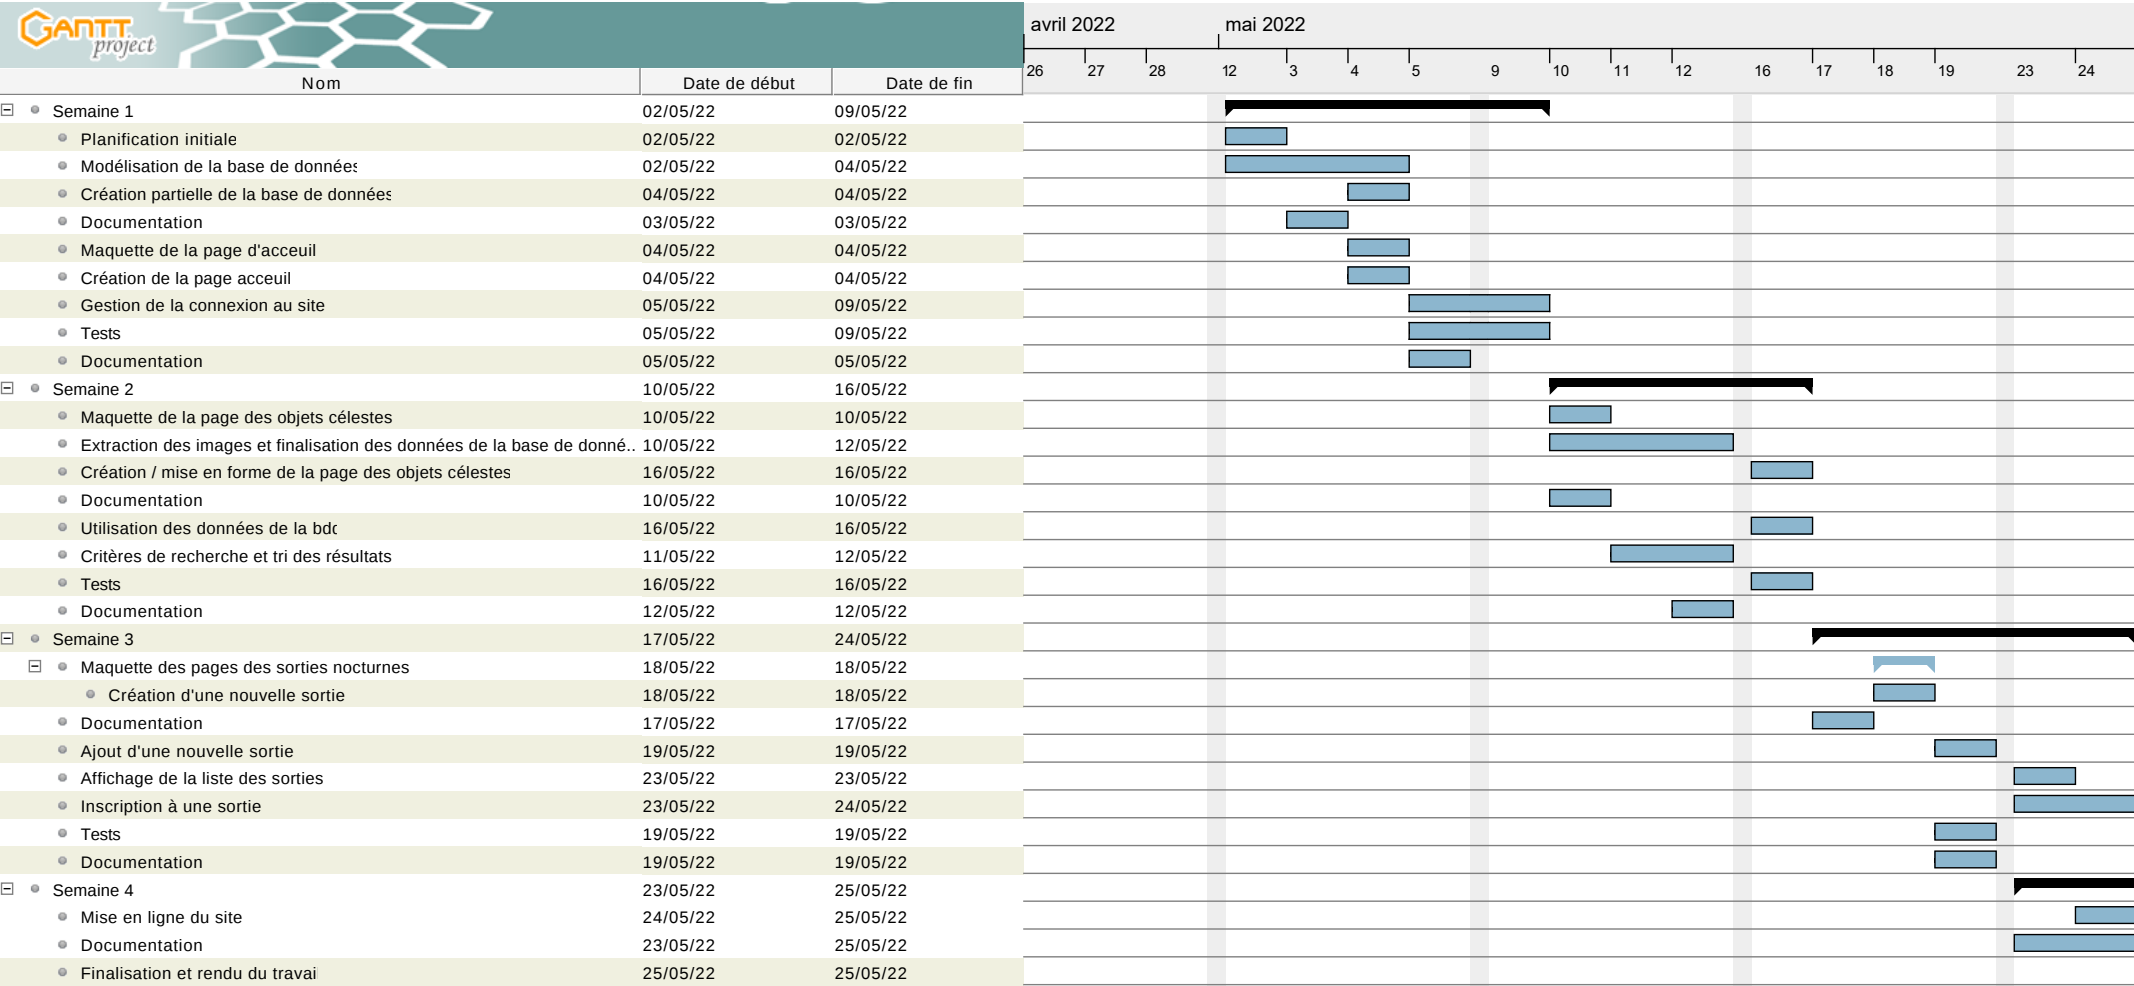 GANTT
project
avril 2022 mai 2022
26 27 28 12 3 4 5 9 10 11 12 16 17 18 19 23 24
Nom Date de début Date de fin
Semaine 1 02/05/22 09/05/22
Planification initiale 02/05/22 02/05/22
Modélisation de la base de données 02/05/22 04/05/22
Création partielle de la base de données 04/05/22 04/05/22
Documentation 03/05/22 03/05/22
Maquette de la page d'acceuil 04/05/22 04/05/22
Création de la page acceuil 04/05/22 04/05/22
Gestion de la connexion au site 05/05/22 09/05/22
Tests 05/05/22 09/05/22
Documentation 05/05/22 05/05/22
Semaine 2 10/05/22 16/05/22
Maquette de la page des objets célestes 10/05/22 10/05/22
Extraction des images et finalisation des données de la base de donné.. 10/05/22 12/05/22
Création / mise en forme de la page des objets célestes 16/05/22 16/05/22
Documentation 10/05/22 10/05/22
Utilisation des données de la bdd 16/05/22 16/05/22
Critères de recherche et tri des résultats 11/05/22 12/05/22
Tests 16/05/22 16/05/22
Documentation 12/05/22 12/05/22
Semaine 3 17/05/22 24/05/22
Maquette des pages des sorties nocturnes 18/05/22 18/05/22
Création d'une nouvelle sortie 18/05/22 18/05/22
Documentation 17/05/22 17/05/22
Ajout d'une nouvelle sortie 19/05/22 19/05/22
Affichage de la liste des sorties 23/05/22 23/05/22
Inscription à une sortie 23/05/22 24/05/22
Tests 19/05/22 19/05/22
Documentation 19/05/22 19/05/22
Semaine 4 23/05/22 25/05/22
Mise en ligne du site 24/05/22 25/05/22
Documentation 23/05/22 25/05/22
Finalisation et rendu du travai 25/05/22 25/05/22